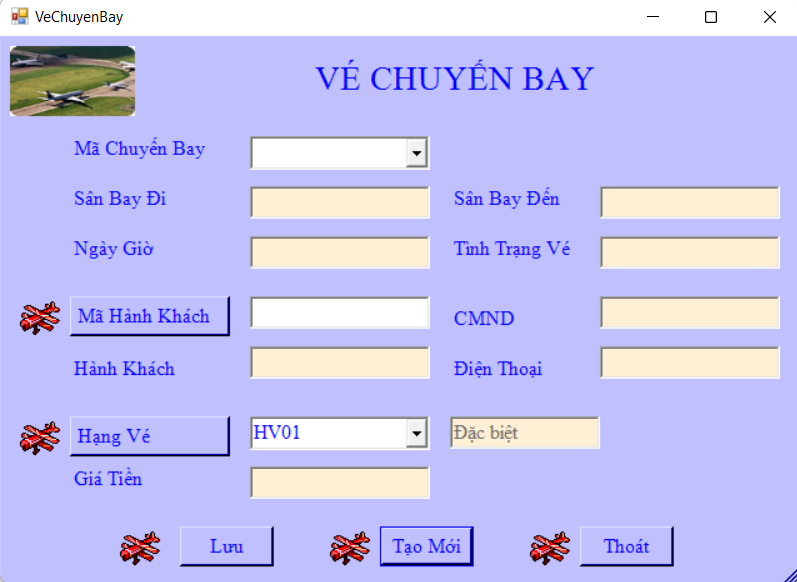 VeChuyenBay
VÉ CHUYẾN BAY
Mã Chuyến Bay
Sân Bay Đi
Sân Bay Đến
Ngày Giờ
Tình Trạng Vé
Mã Hành Khách
CMND
Hành Khách
Điện Thoại
Hạng Vé
HV01
Đặc biệt
Giá Tiền
Lưu
Tạo Mới
Thoát